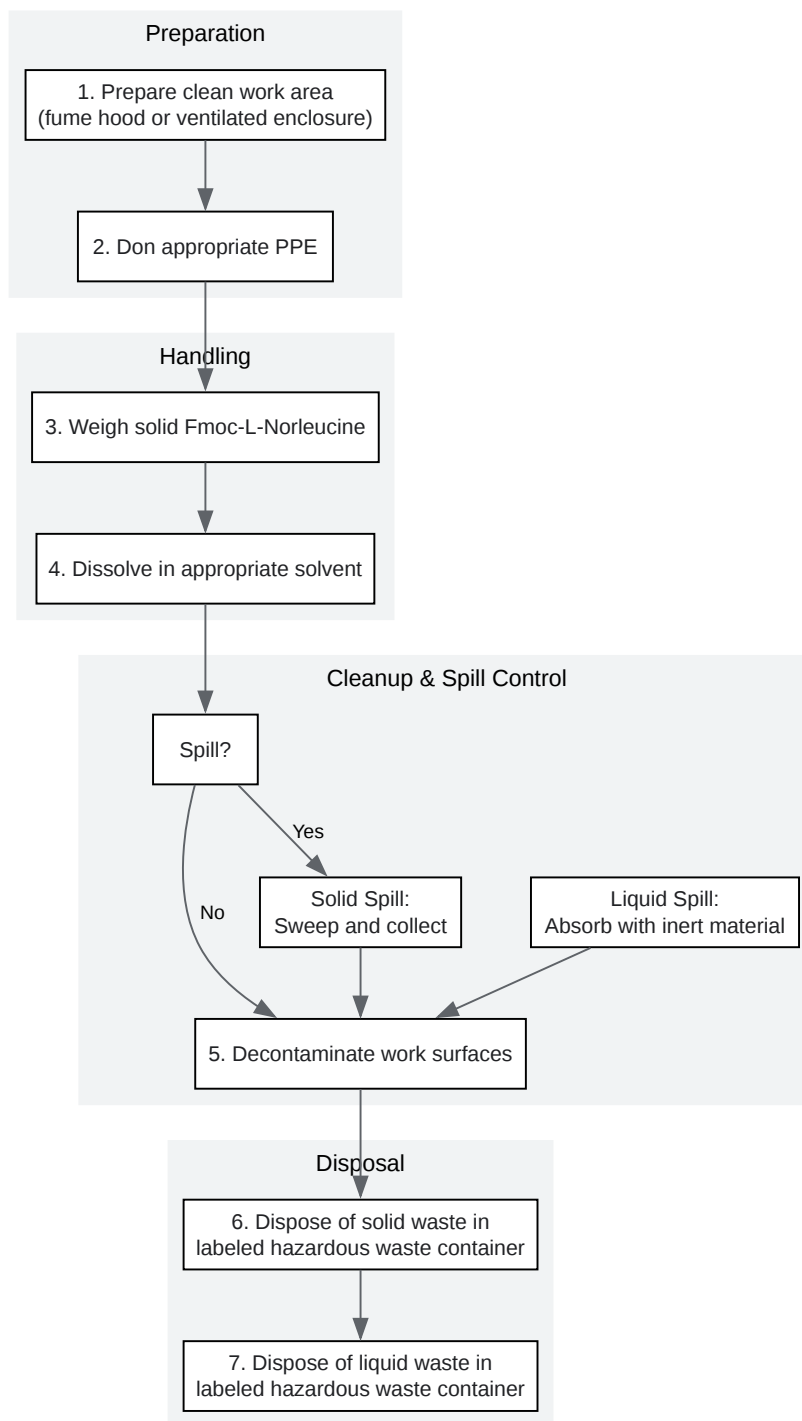 Preparation
1. Prepare clean work area
(fume hood or ventilated enclosure)
2. Don appropriate PPE
Handling
3. Weigh solid Fmoc-L-Norleucine
4. Dissolve in appropriate solvent
Cleanup & Spill Control
Spill?
Yes
No
Solid Spill:
Sweep and collect
Liquid Spill:
Absorb with inert material
5. Decontaminate work surfaces
Disposal
6. Dispose of solid waste in
labeled hazardous waste container
7. Dispose of liquid waste in
labeled hazardous waste container